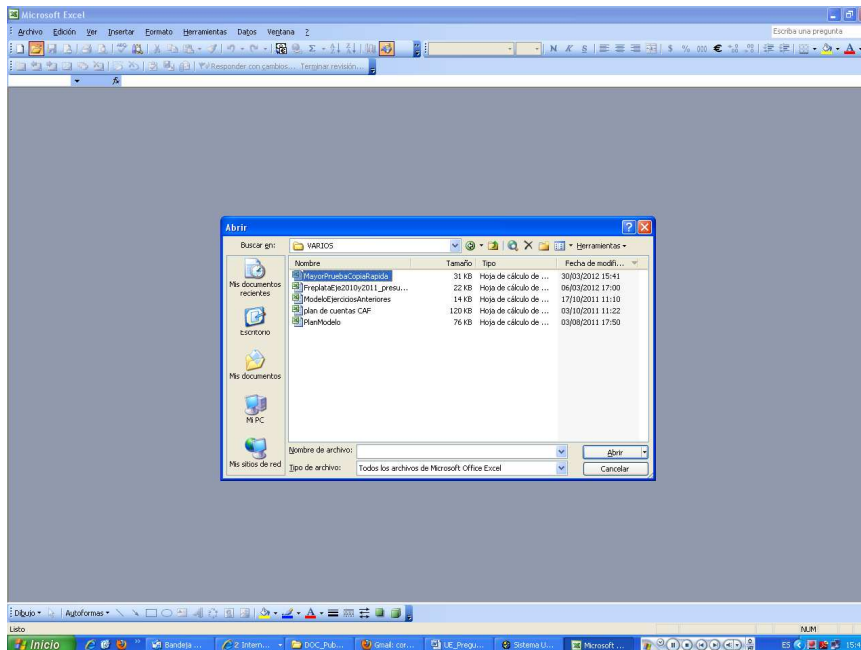 Microsoft Excel
Archivo Edición Ver Insertar Formato Herramientas Datos Ventana ?
Escriba una pregunta
N K S $ % 000 €
Responder con cambios... Terminar revisión...
fx
Abrir
Buscar en: VARIOS Herramientas
Nombre Tamaño Tipo Fecha de modifi...
MayorPruebaCopiaRapida 31 KB Hoja de cálculo de ... 30/03/2012 15:41
FreplataEje2010y2011_presu... 22 KB Hoja de cálculo de ... 06/03/2012 17:00
ModeloEjerciciosAnteriores 14 KB Hoja de cálculo de ... 17/10/2011 11:10
plan de cuentas CAF 120 KB Hoja de cálculo de ... 03/10/2011 11:22
PlanModelo 76 KB Hoja de cálculo de ... 03/08/2011 17:50
Mis documentos
recientes
Escritorio
Mis documentos
Mi PC
Mis sitios de red
Nombre de archivo: Abrir
Tipo de archivo: Todos los archivos de Microsoft Office Excel Cancelar
Dibujo Autoformas
Listo NUM
Inicio Bandeja ... 2 Intern... DOC_Pub... Gmail: cor... UE_Pregu... Sistema U... Microsoft ... ES